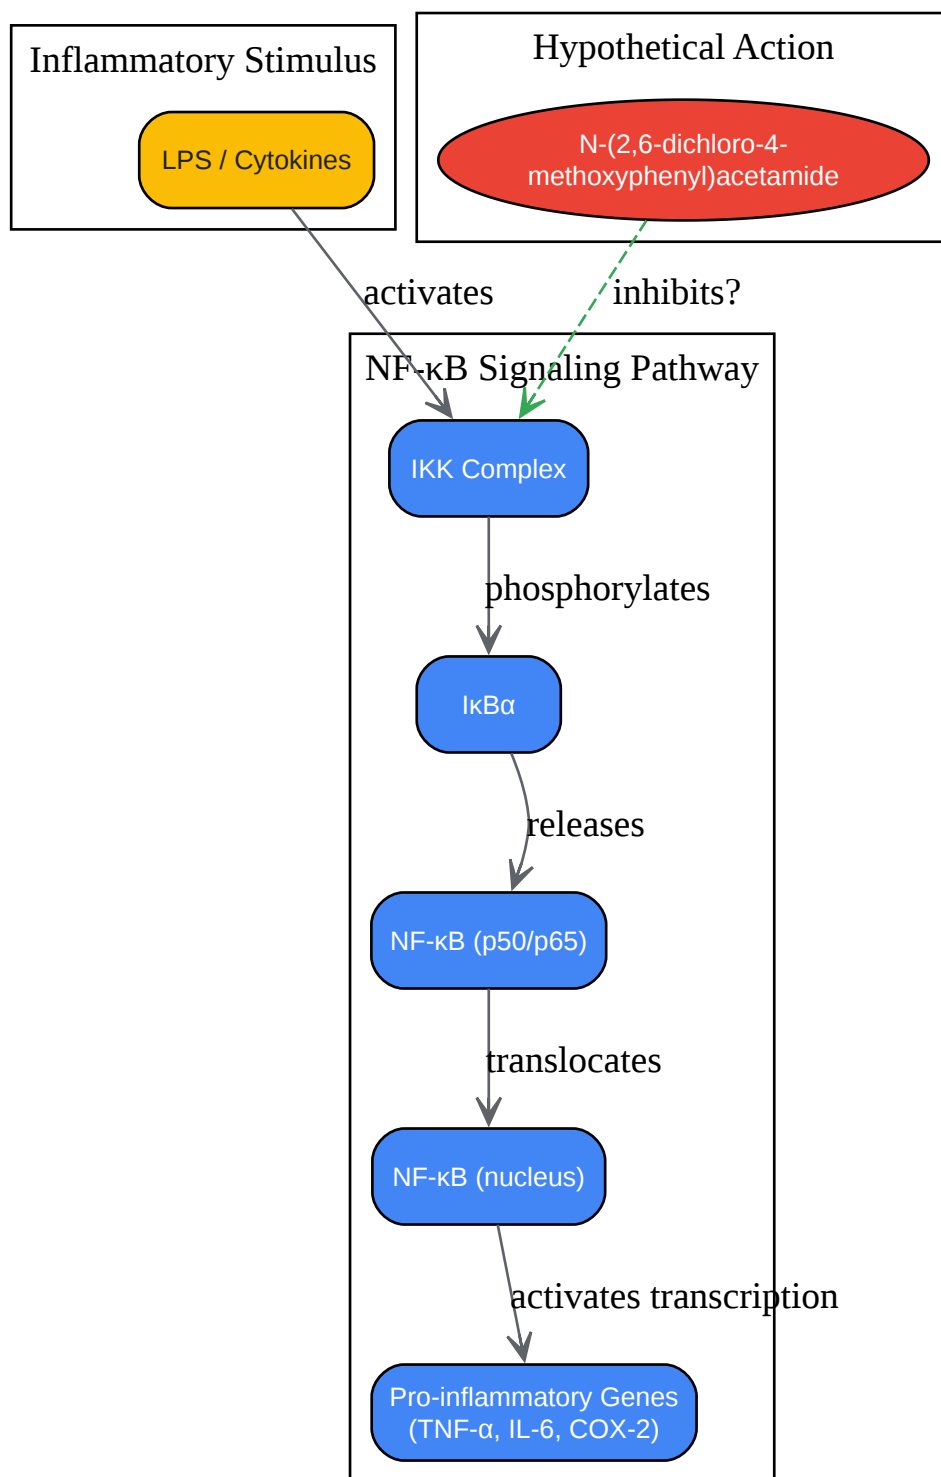 Inflammatory Stimulus
Hypothetical Action
LPS / Cytokines
N-(2,6-dichloro-4-
methoxyphenyl)acetamide
activates
inhibits?
NF-κB Signaling Pathway
IKK Complex
phosphorylates
IκBα
releases
NF-κB (p50/p65)
translocates
NF-κB (nucleus)
activates transcription
Pro-inflammatory Genes
(TNF-α, IL-6, COX-2)